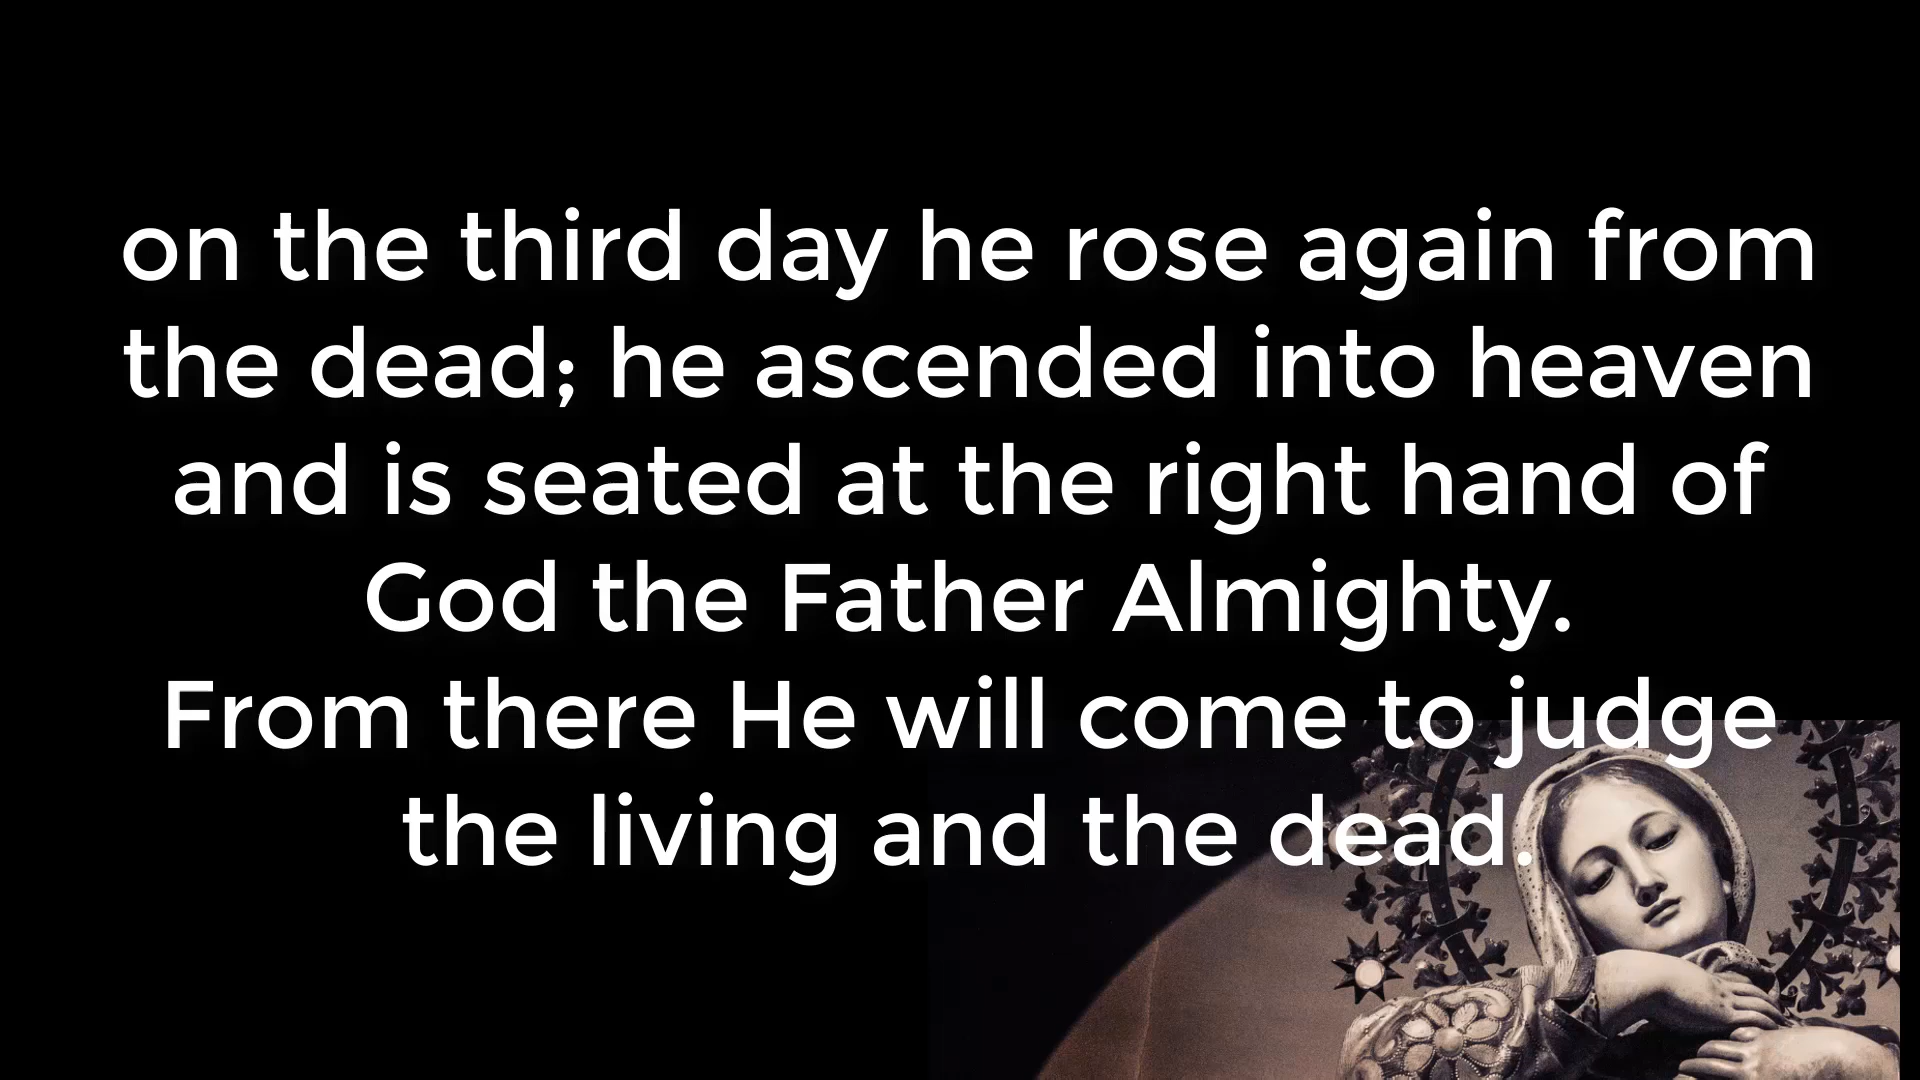 on the third day he rose again from
the dead; he ascended into heaven
and is seated at the right hand of
God the Father Almighty.
From there He will come to judge
the living and the dead.